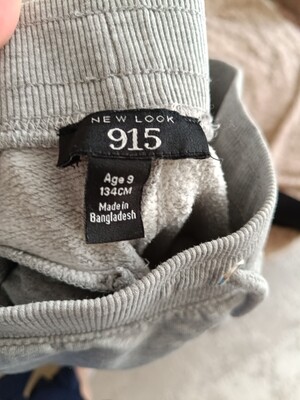 NEW LOOK
915
Age 9
134CM
Made in
Bangladesh